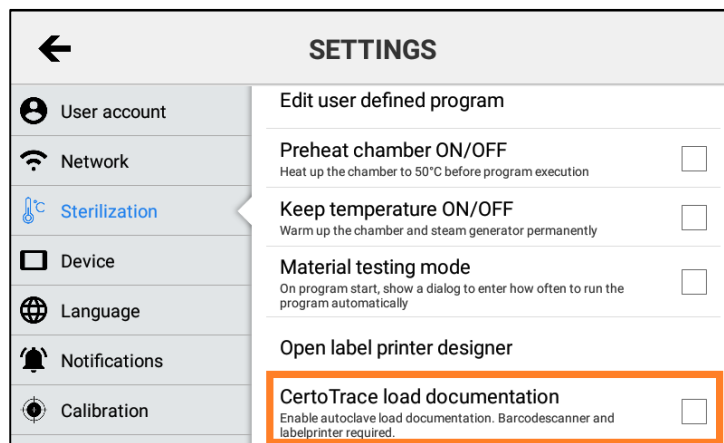 SETTINGS
User account
Network
°C
Sterilization
Device
Language
Notifications
Calibration
Edit user defined program
Preheat chamber ON/OFF
Heat up the chamber to 50°C before program execution
Keep temperature ON/OFF
Warm up the chamber and steam generator permanently
Material testing mode
On program start, show a dialog to enter how often to run the
program automatically
Open label printer designer
CertoTrace load documentation
Enable autoclave load documentation. Barcodescanner and
labelprinter required.